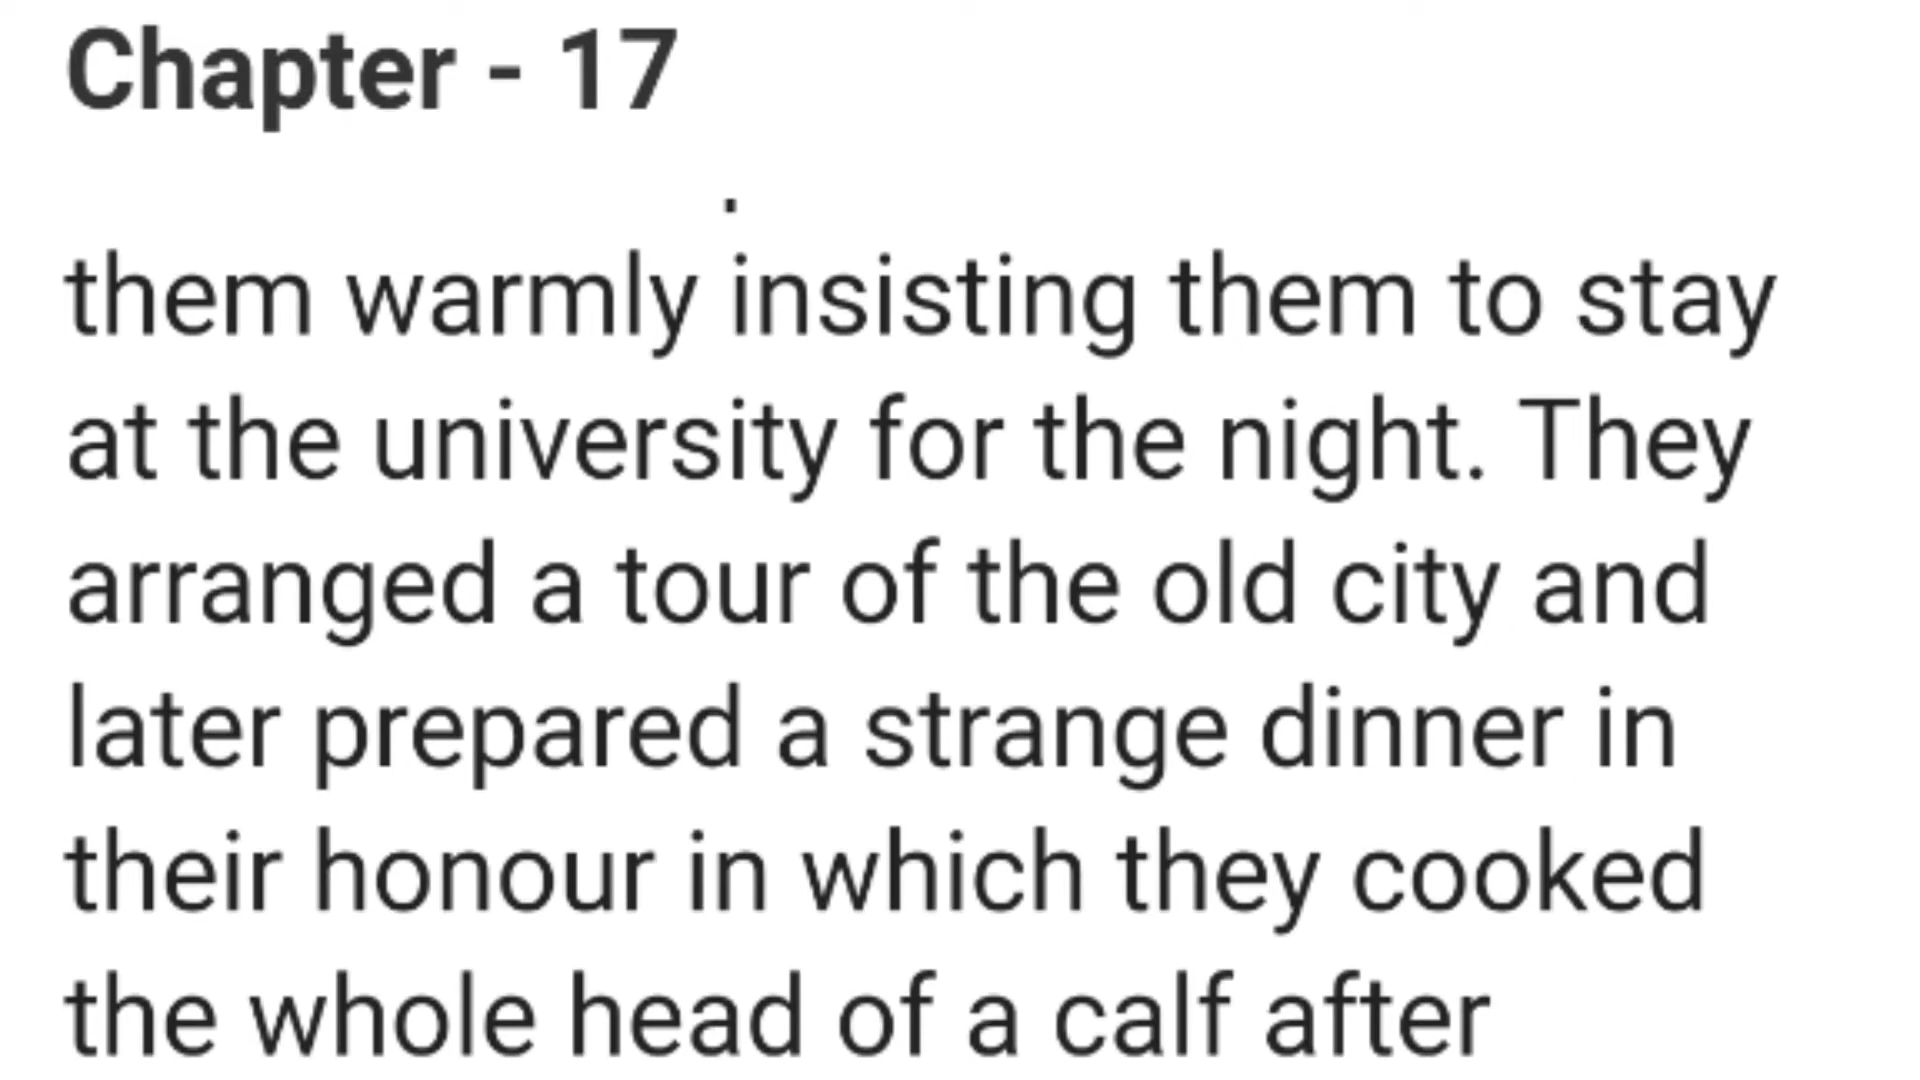 Chapter - 17
them warmly insisting them to stay
at the university for the night. They
arranged a tour of the old city and
later prepared a strange dinner in
their honour in which they cooked
the whole head of a calf after